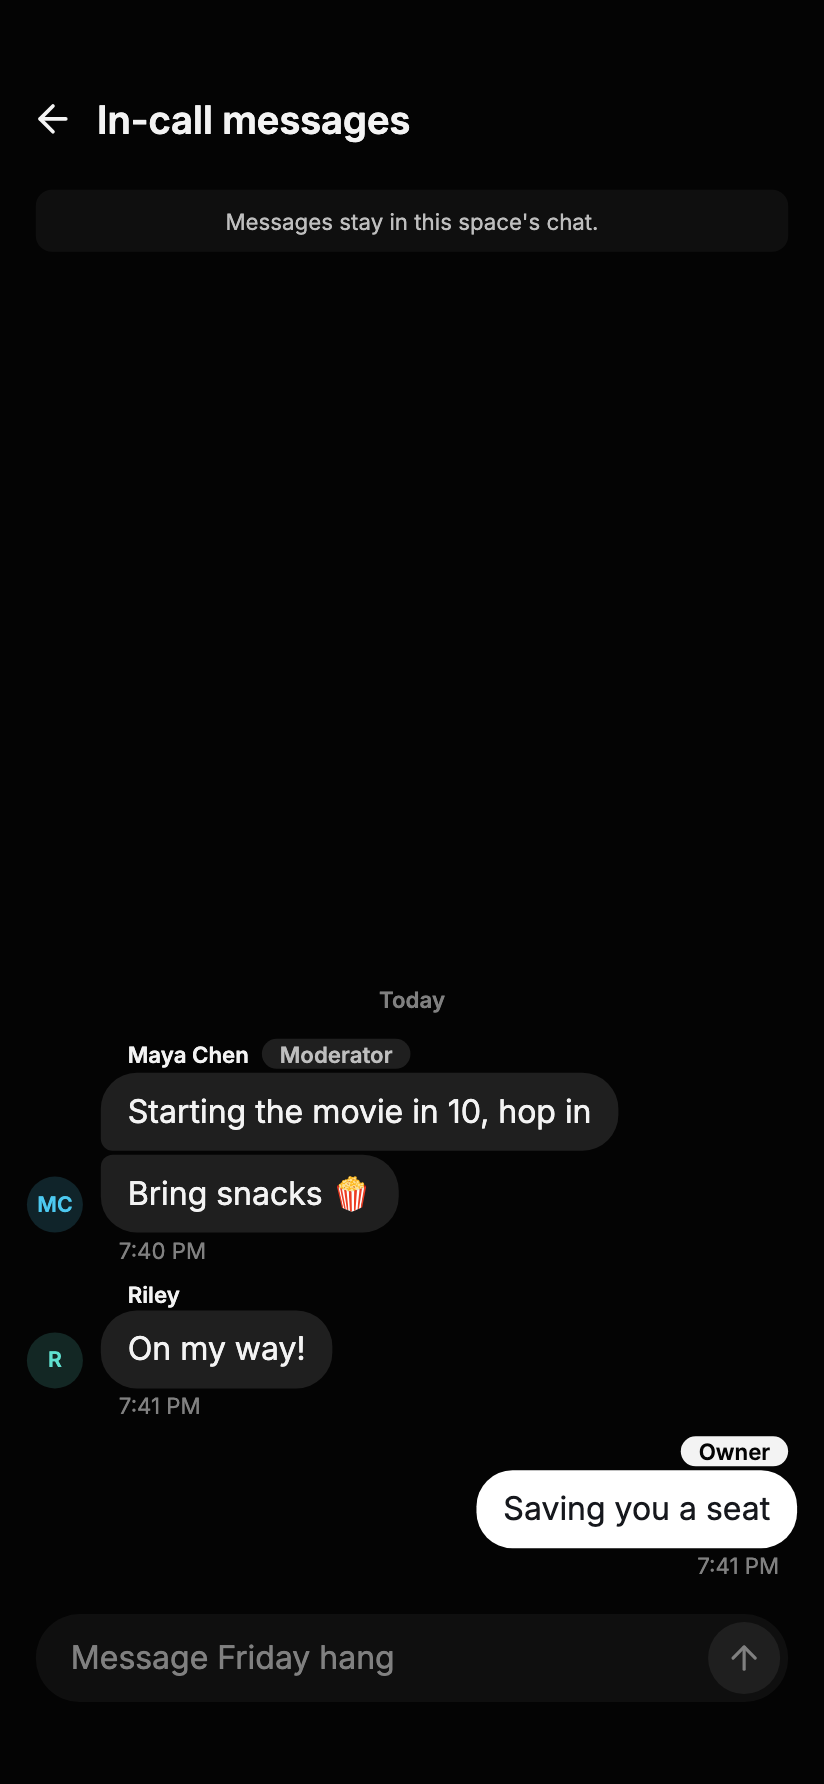 In-call messages
Messages stay in this space's chat.
Today
Maya Chen Moderator
Starting the movie in 10, hop in
Bring snacks 🍿
MC
7:40 PM
Riley
On my way!
R
7:41 PM
Owner
Saving you a seat
7:41 PM
Message Friday hang